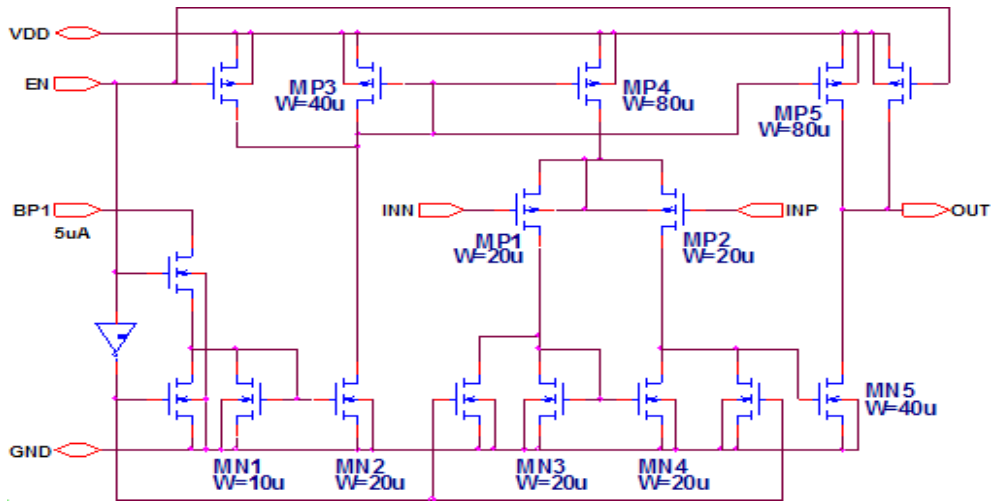 VDD
EN
MP3
W=40u
MP4
W=80u
MP5
W=80u
BP1
5uA
INN
INP
OUT
MP1
W=20u
MP2
W=20u
MN5
W=40u
GND
MN1
W=10u
MN2
W=20u
MN3
W=20u
MN4
W=20u